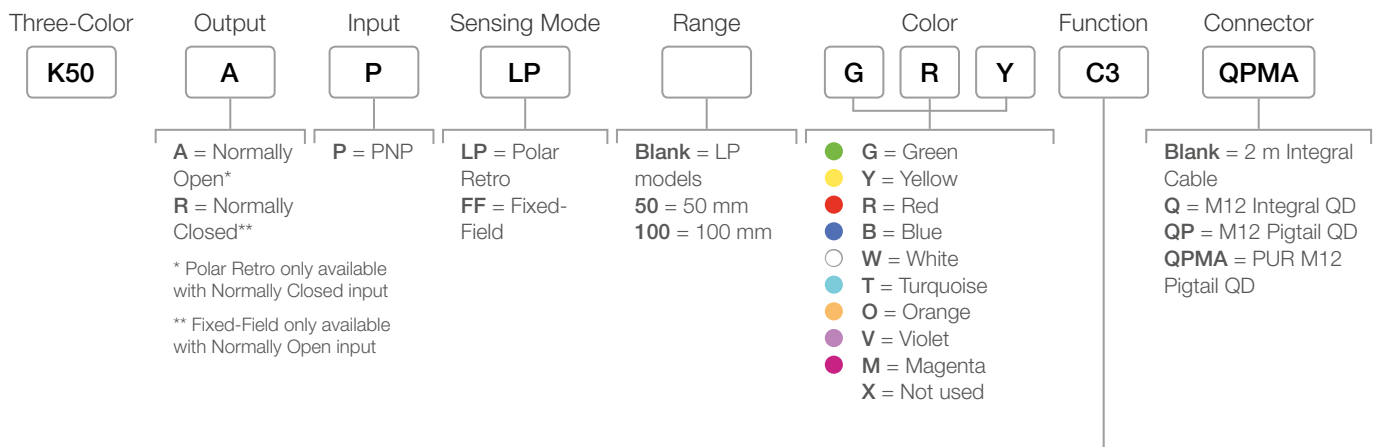 Three-Color Output Input Sensing Mode Range Color Function Connector
K50 A P LP G R Y C3 QPMA
A = Normally
Open*
R = Normally
Closed**
* Polar Retro only available
with Normally Closed input
** Fixed-Field only available
with Normally Open input
P = PNP
LP = Polar
Retro
FF = Fixed-
Field
Blank = LP
models
50 = 50 mm
100 = 100 mm
G = Green
Y = Yellow
R = Red
B = Blue
W = White
T = Turquoise
O = Orange
V = Violet
M = Magenta
X = Not used
Blank = 2 m Integral
Cable
Q = M12 Integral QD
QP = M12 Pigtail QD
QPMA = PUR M12
Pigtail QD